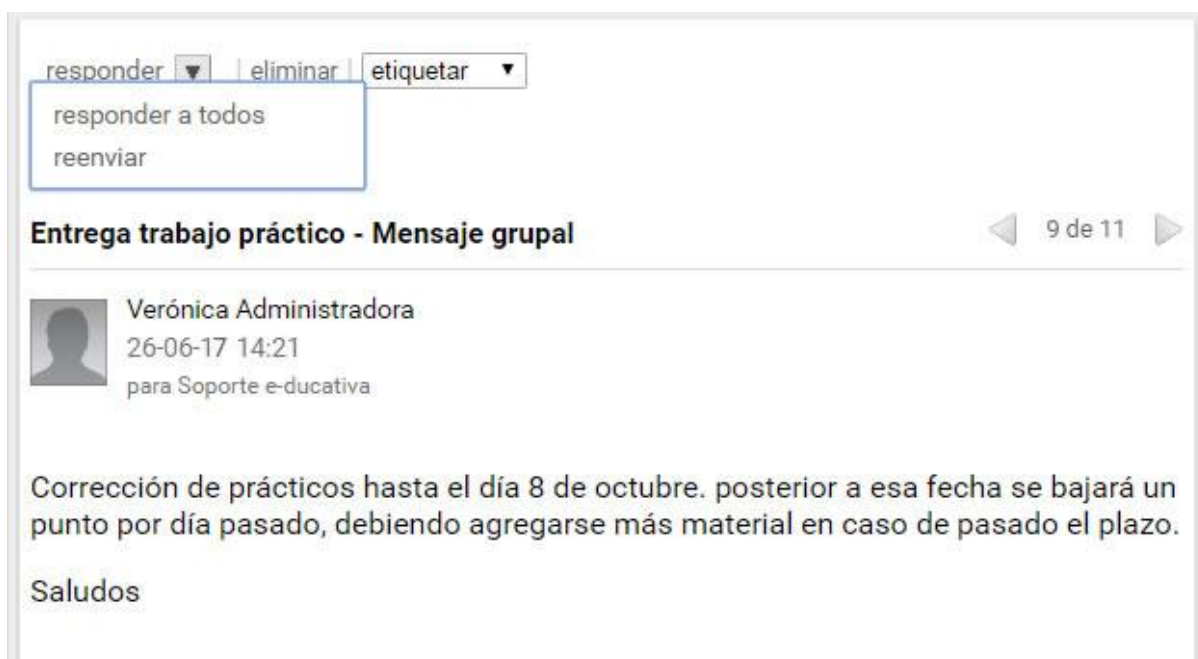 responder ▼ | eliminar | etiquetar ▼
responder a todos
reenviar
Entrega trabajo práctico - Mensaje grupal
9 de 11
Verónica Administradora
26-06-17 14:21
para Soporte e-ducativa
Corrección de prácticos hasta el día 8 de octubre. posterior a esa fecha se bajará un
punto por día pasado, debiendo agregarse más material en caso de pasado el plazo.
Saludos